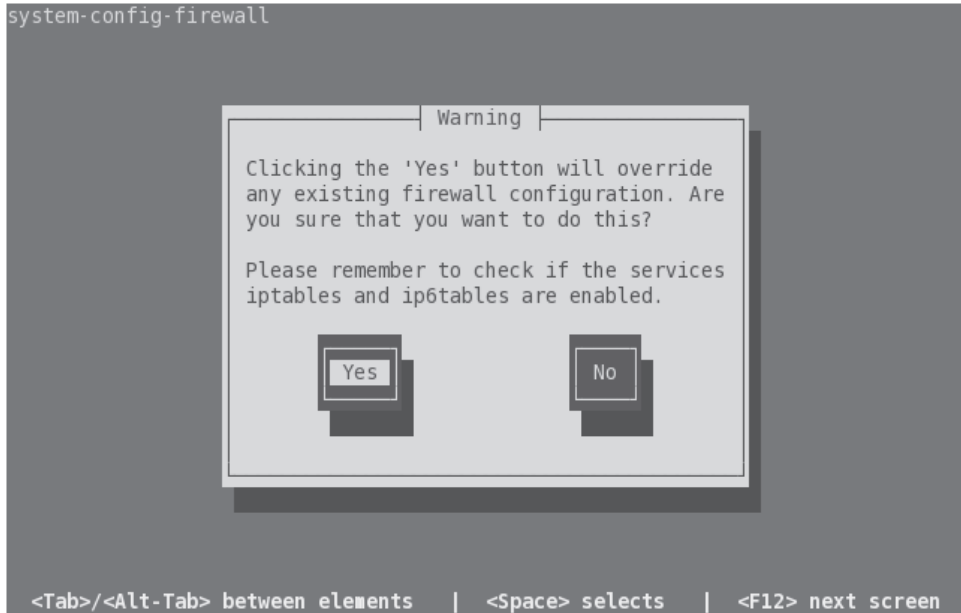 system-config-firewall
Warning
Clicking the 'Yes' button will override
any existing firewall configuration. Are
you sure that you want to do this?
Please remember to check if the services
iptables and ip6tables are enabled.
Yes No
<Tab>/<Alt-Tab> between elements | <Space> selects | <F12> next screen